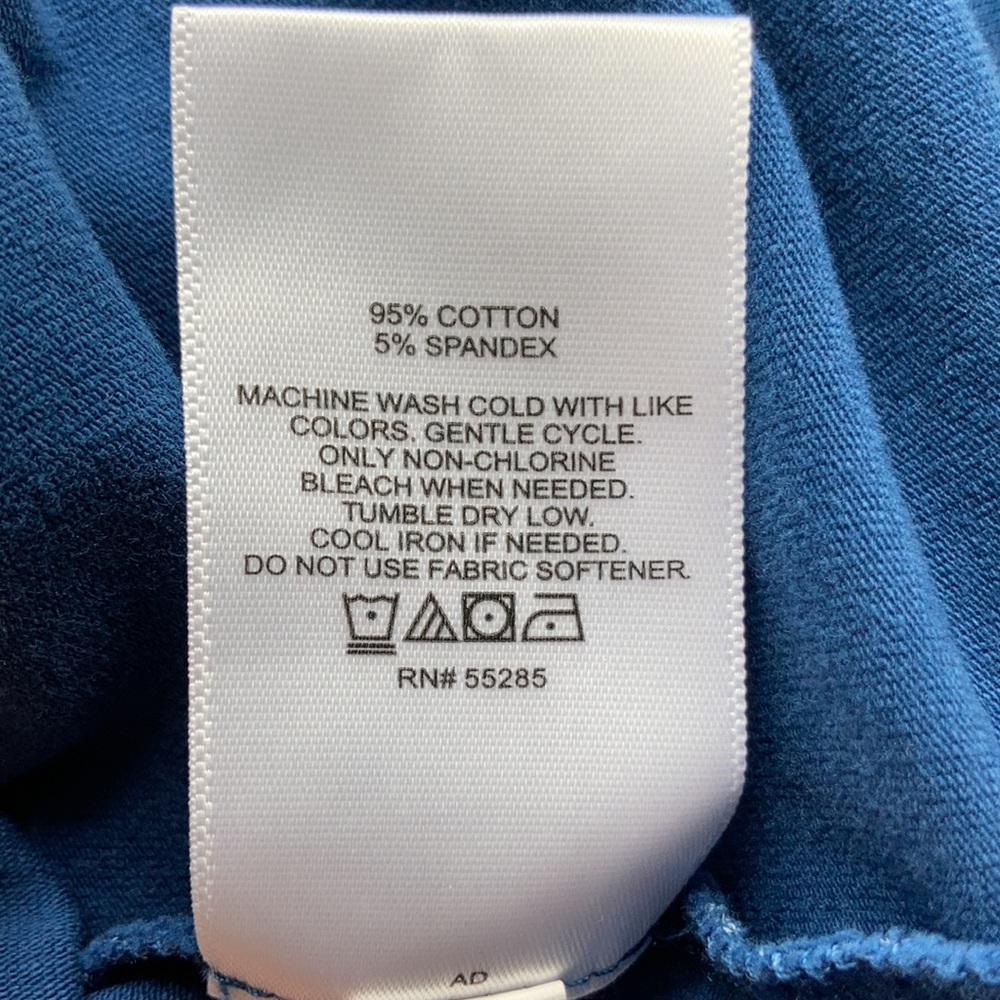 95% COTTON
5% SPANDEX
MACHINE WASH COLD WITH LIKE
COLORS. GENTLE CYCLE.
ONLY NON-CHLORINE
BLEACH WHEN NEEDED.
TUMBLE DRY LOW.
COOL IRON IF NEEDED.
DO NOT USE FABRIC SOFTENER.
RN# 55285
AD